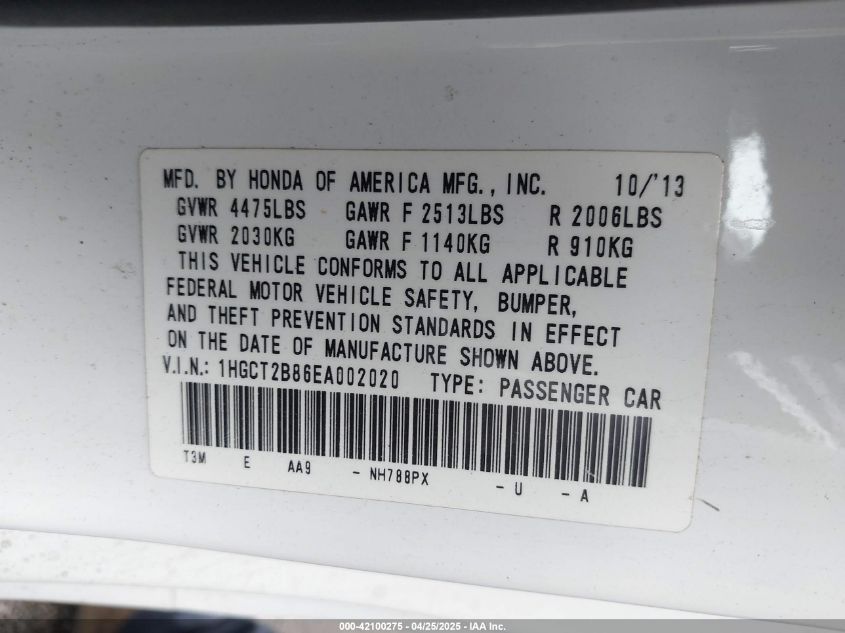 MFD. BY HONDA OF AMERICA MFG., INC. 10/'13
GVWR 4475LBS GAWR F 2513LBS R 2006LBS
GVWR 2030KG GAWR F 1140KG R 910KG
THIS VEHICLE CONFORMS TO ALL APPLICABLE
FEDERAL MOTOR VEHICLE SAFETY, BUMPER,
AND THEFT PREVENTION STANDARDS IN EFFECT
ON THE DATE OF MANUFACTURE SHOWN ABOVE.
V.I.N.: 1HGCT2B86EA002020 TYPE: PASSENGER CAR
T3M E AA9 - NH788PX - U - A
000-42100275 - 04/25/2025 - IAA Inc.